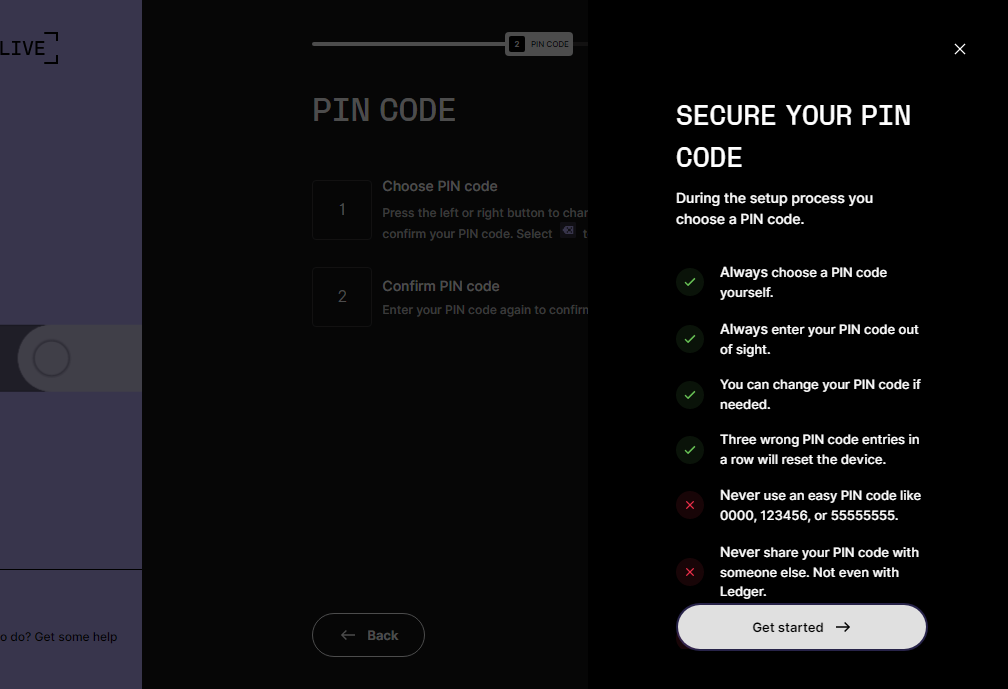 LIVE
2 PIN CODE
PIN CODE
1
Choose PIN code
Press the left or right button to
confirm your PIN code. Select
2
Confirm PIN code
Enter your PIN code again to confirm
Back
o do? Get some help
SECURE YOUR PIN
CODE
During the setup process you
choose a PIN code.
Always choose a PIN code
yourself.
Always enter your PIN code out
of sight.
You can change your PIN code if
needed.
Three wrong PIN code entries in
a row will reset the device.
Never use an easy PIN code like
0000, 123456, or 55555555.
Never share your PIN code with
someone else. Not even with
Ledger.
Get started